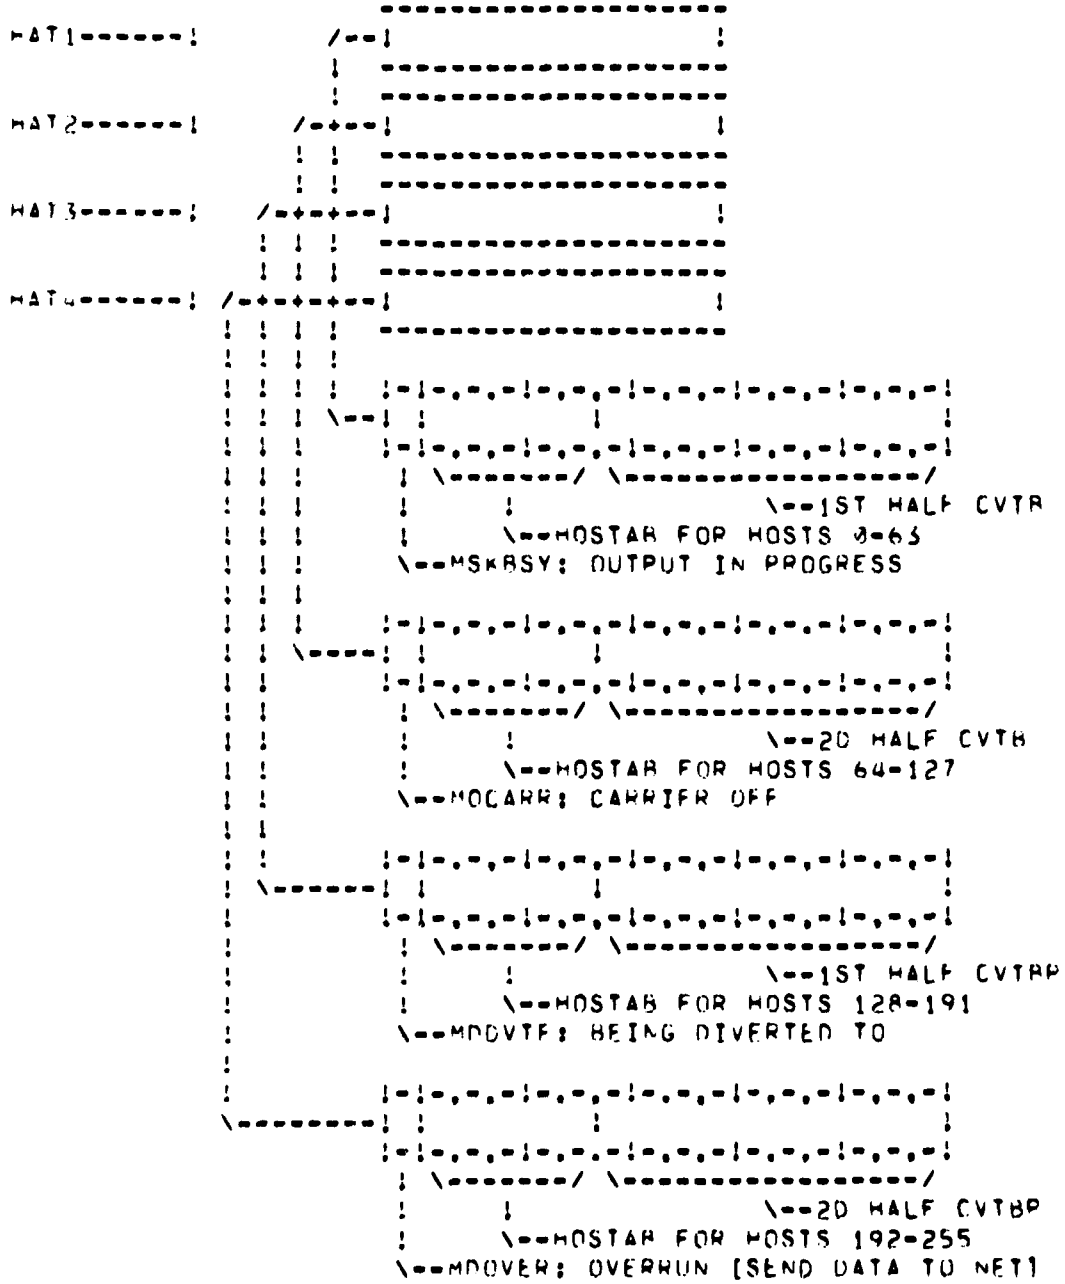 HAT1
HAT2
HAT3
HAT4
\--1ST HALF CVTB
\--HOSTAB FOR HOSTS 0-63
\--MSKBSY: OUTPUT IN PROGRESS
\--2D HALF CVTB
\--HOSTAB FOR HOSTS 64-127
\--MOCARR: CARRIER OFF
\--1ST HALF CVTBP
\--HOSTAB FOR HOSTS 128-191
\--MDDVTF: BEING DIVERTED TO
\--2D HALF CVTBP
\--HOSTAB FOR HOSTS 192-255
\--MDOVER: OVERRUN [SEND DATA TO NET]